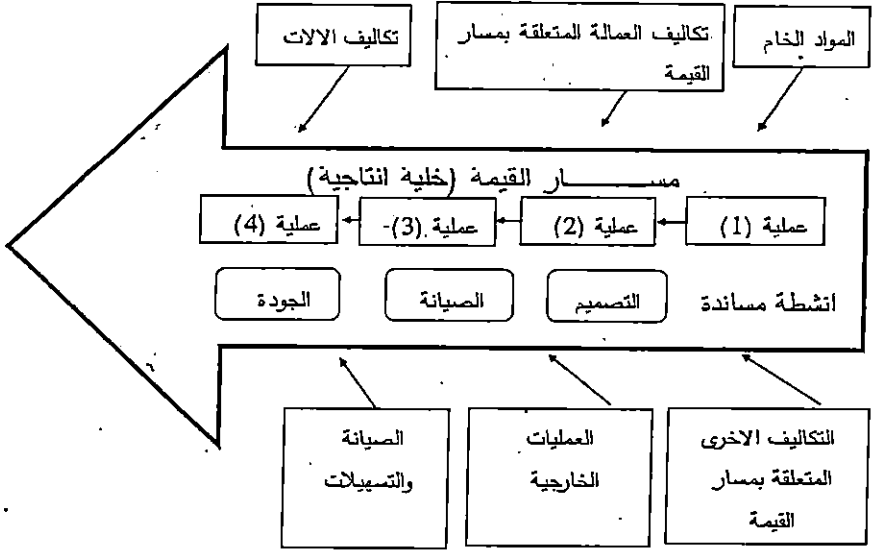 المواد الخام
تكاليف العمالة المتعلقة بمسار
القيمة
تكاليف الالات
مســـــــــار القيمة (خلية انتاجية)
عملية (1)
عملية (2)
عملية (3)-
عملية (4)
انشطة مساندة
التصميم
الصيانة
الجودة
التكاليف الاخرى
المتعلقة بمسار
القيمة
العمليات
الخارجية
الصيانة
والتسهيلات